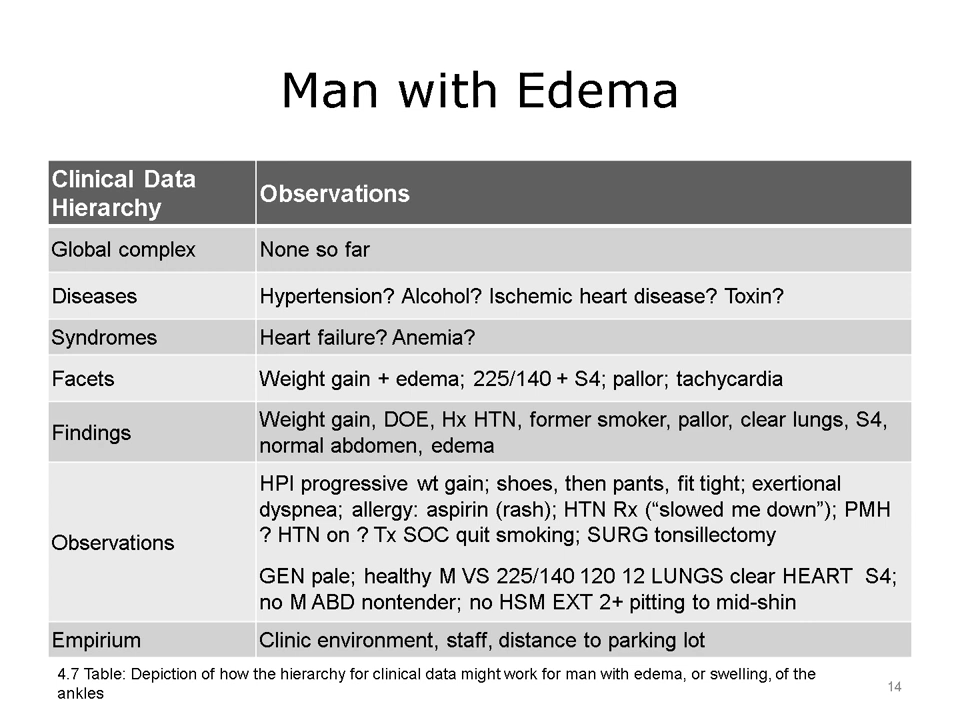 Man with Edema
Clinical Data
Hierarchy
Observations
Global complex
None so far
Diseases
Hypertension? Alcohol? Ischemic heart disease? Toxin?
Syndromes
Heart failure? Anemia?
Facets
Weight gain + edema; 225/140 + S4; pallor; tachycardia
Findings
Weight gain, DOE, Hx HTN, former smoker, pallor, clear lungs, S4,
normal abdomen, edema
Observations
HPI progressive wt gain; shoes, then pants, fit tight; exertional
dyspnea; allergy: aspirin (rash); HTN Rx (“slowed me down”); PMH
? HTN on ? Tx SOC quit smoking; SURG tonsillectomy
GEN pale; healthy M VS 225/140 120 12 LUNGS clear HEART S4;
no M ABD nontender; no HSM EXT 2+ pitting to mid-shin
Empirium
Clinic environment, staff, distance to parking lot
4.7 Table: Depiction of how the hierarchy for clinical data might work for man with edema, or swelling, of the
ankles
14